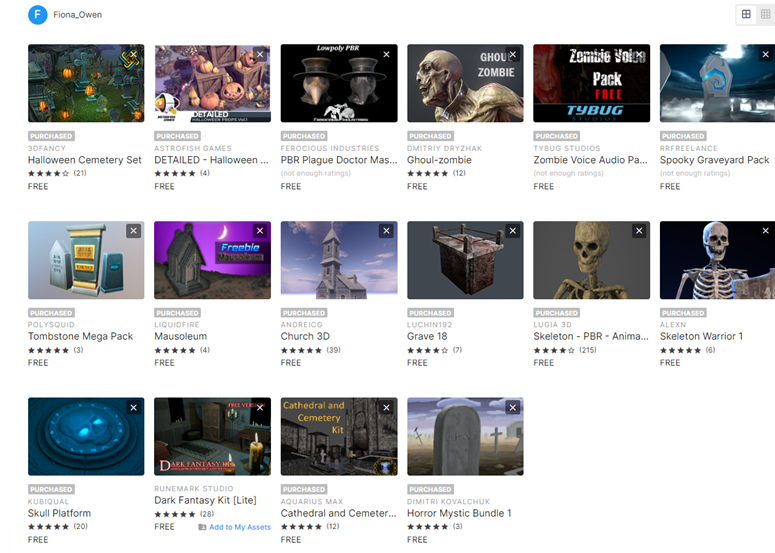 F Fiona_Owen
Lowpoly PBR
FEROCIOUS INDUSTRIES
GHOUL
ZOMBIE
Zombie Voice
Pack
FREE
TYBUG
STUDIOS
DETAILED
HALLOWEEN PROPS Vol.1
PURCHASED
3DFANCY
Halloween Cemetery Set
(21)
FREE
PURCHASED
ASTROFISH GAMES
DETAILED - Halloween ...
(4)
FREE
PURCHASED
FEROCIOUS INDUSTRIES
PBR Plague Doctor Mas...
(not enough ratings)
FREE
PURCHASED
DMITRIY DRYZHAK
Ghoul-zombie
(12)
FREE
PURCHASED
TYBUG STUDIOS
Zombie Voice Audio Pa...
(not enough ratings)
FREE
PURCHASED
RRFREELANCE
Spooky Graveyard Pack
(not enough ratings)
FREE
Freebie
Mausoleum
PURCHASED
POLYSQUID
Tombstone Mega Pack
(3)
FREE
PURCHASED
LIQUIDFIRE
Mausoleum
(4)
FREE
PURCHASED
ANDREICG
Church 3D
(39)
FREE
PURCHASED
LUCHIN192
Grave 18
(7)
FREE
PURCHASED
LUGIA 3D
Skeleton - PBR - Anima...
(215)
FREE
PURCHASED
ALEXN
Skeleton Warrior 1
(6)
FREE
FREE VERSION
DARK FANTASY KIT
Cathedral and
Cemetery
Kit
PURCHASED
KUBIQUAL
Skull Platform
(20)
FREE
RUNEMARK STUDIO
Dark Fantasy Kit [Lite]
(28)
FREE Add to My Assets
PURCHASED
AQUARIUS MAX
Cathedral and Cemeter...
(12)
FREE
PURCHASED
DIMITRI KOVALCHUK
Horror Mystic Bundle 1
(3)
FREE